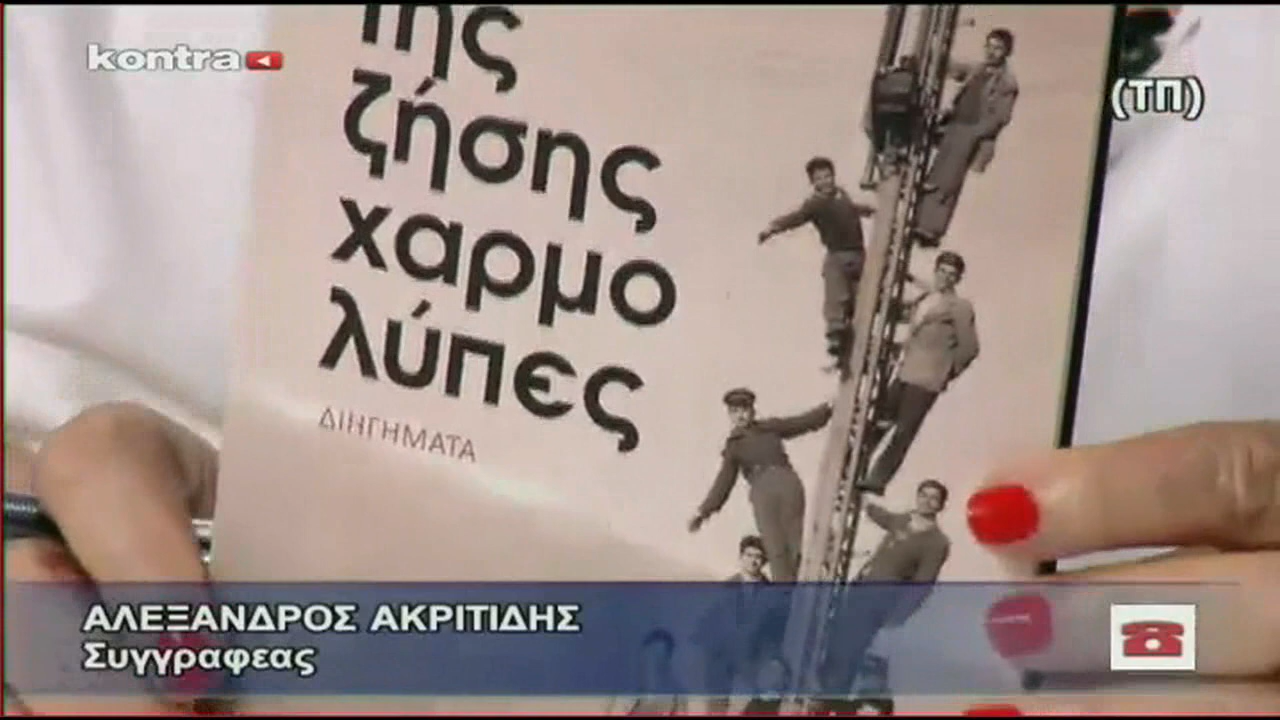 kontra
(ΤΠ)
της
ζήσης
χαρμο
λύπες
ΔΙΗΓΗΜΑΤΑ
ΑΛΕΞΑΝΔΡΟΣ ΑΚΡΙΤΙΔΗΣ
Συγγραφεας